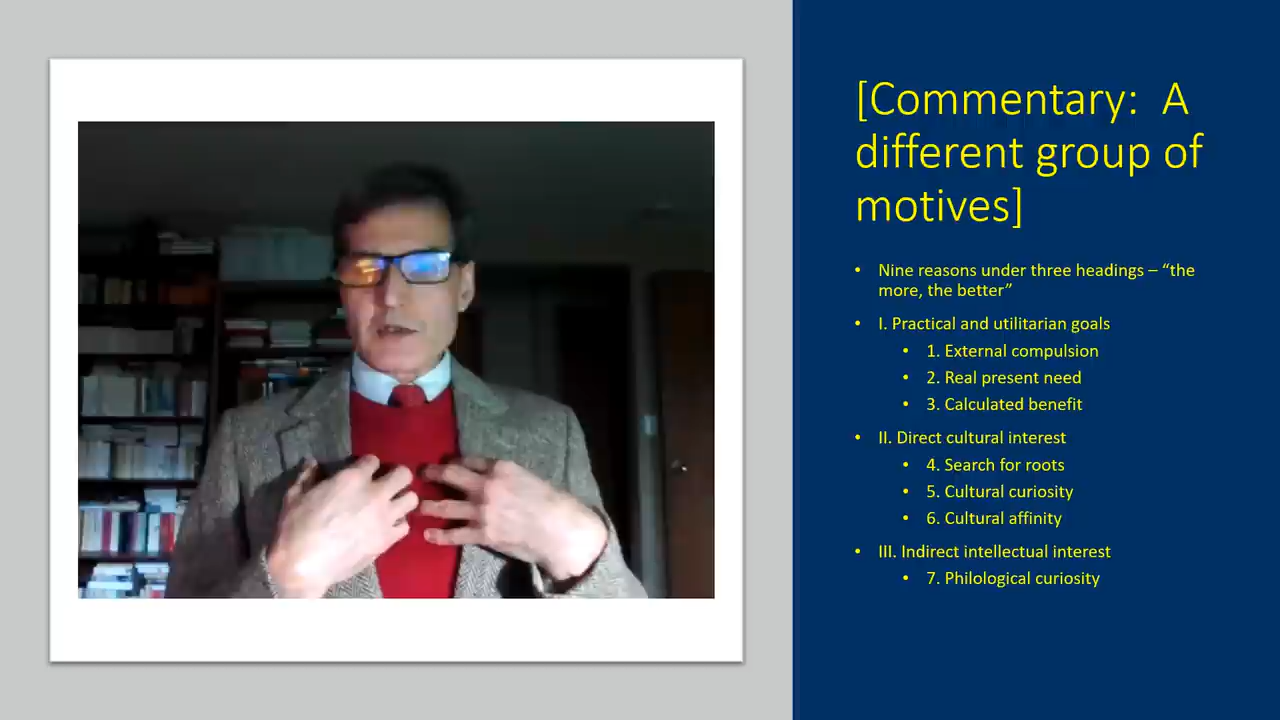 [Commentary:  A
different group of
motives]
• Nine reasons under three headings – “the
more, the better”
• I. Practical and utilitarian goals
• 1. External compulsion
• 2. Real present need
• 3. Calculated benefit
• II. Direct cultural interest
• 4. Search for roots
• 5. Cultural curiosity
• 6. Cultural affinity
• III. Indirect intellectual interest
• 7. Philological curiosity